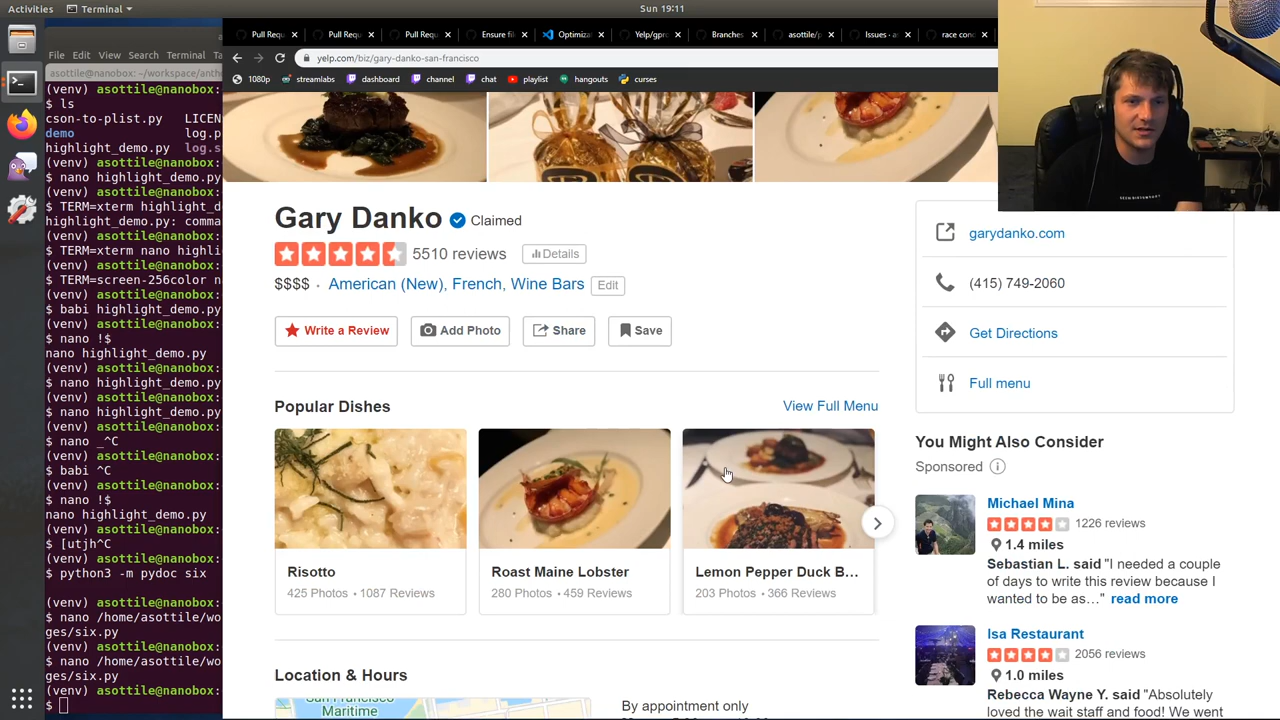 Activities
Terminal
Sun 19:11
File Edit View Search Terminal Ta
asottile@nanobox: ~/workspace/anth
(venv) asottile@nanobox:
$ ls
cson-to-plist.py LICEN
demo log.p
highlight_demo.py log.s
(venv) asottile@nanobox:
$ nano highlight_demo.py
(venv) asottile@nanobox:
$ TERM=xterm highlight_d
highlight_demo.py: comma
(venv) asottile@nanobox:
$ TERM=xterm nano highli
(venv) asottile@nanobox:
$ TERM=screen-256color n
(venv) asottile@nanobox:
$ babi highlight_demo.py
(venv) asottile@nanobox:
$ nano !$
nano highlight_demo.py
(venv) asottile@nanobox:
$ nano highlight_demo.py
(venv) asottile@nanobox:
$ nano highlight_demo.py
(venv) asottile@nanobox:
$ nano _^C
(venv) asottile@nanobox:
$ babi ^C
(venv) asottile@nanobox:
$ nano !$
nano highlight_demo.py
(venv) asottile@nanobox:
$ [utjh^C
(venv) asottile@nanobox:
$ python3 -m pydoc six
(venv) asottile@nanobox:
$ nano /home/asottile/wo
ges/six.py
(venv) asottile@nanobox:
$ nano /home/asottile/wo
ges/six.py
(venv) asottile@nanobox:
$
Pull Requ
Pull Requ
Pull Requ
Ensure fil
Optimiza
Yelp/gpro
Branches
asottile/p
Issues · a
race cond
yelp.com/biz/gary-danko-san-francisco
1080p streamlabs dashboard channel chat playlist hangouts curses
Gary Danko Claimed
5510 reviews Details
$$$$ · American (New), French, Wine Bars Edit
Write a Review Add Photo Share Save
Popular Dishes View Full Menu
Risotto
425 Photos • 1087 Reviews
Roast Maine Lobster
280 Photos • 459 Reviews
Lemon Pepper Duck B...
203 Photos • 366 Reviews
Location & Hours
San Francisco
Maritime
By appointment only
garydanko.com
(415) 749-2060
Get Directions
Full menu
You Might Also Consider
Sponsored
Michael Mina
1226 reviews
1.4 miles
Sebastian L. said "I needed a couple
of days to write this review because I
wanted to be as…" read more
Isa Restaurant
2056 reviews
1.0 miles
Rebecca Wayne Y. said "Absolutely
loved the wait staff and food! We went